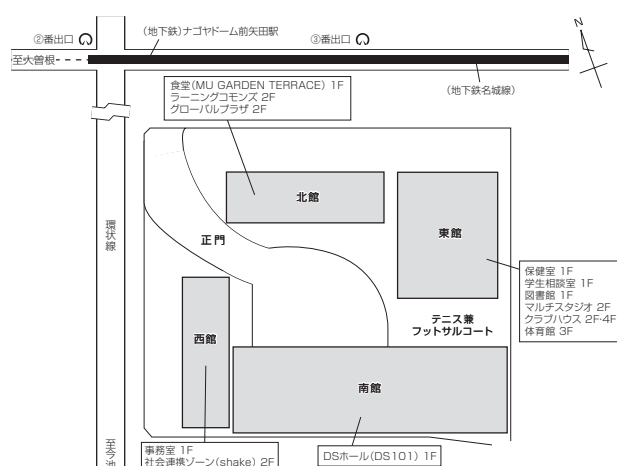 ②番出口
(地下鉄)ナゴヤドーム前矢田駅
③番出口
N
至大曽根
(地下鉄名城線)
食堂(MU GARDEN TERRACE) 1F
ラーニングコモンズ 2F
グローバルプラザ 2F
北館
東館
環状線
正門
保健室 1F
学生相談室 1F
図書館 1F
マルチスタジオ 2F
クラブハウス 2F・4F
体育館 3F
テニス兼
フットサルコート
西館
南館
至今池
事務室 1F
社会連携ゾーン(shake) 2F
DSホール(DS101) 1F